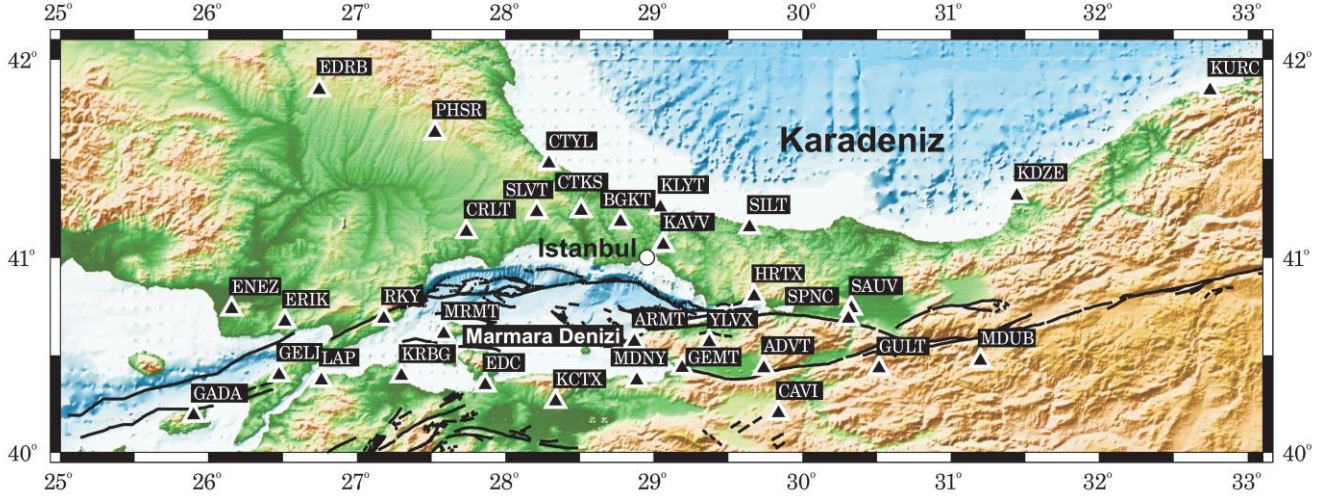 25° 26° 27° 28° 29° 30° 31° 32° 33°
42° 42°
EDRB
KURC
PHSR
Karadeniz
CTYL
KDZE
CTKS
KLYT
SLVT
BGKT
SILT
CRLT
KAVV
Istanbul
41° 41°
HRTX
ENEZ
RKY
SPNC
SAUV
ERIK
MRMT
ARMT
YLVX
Marmara Denizi
GELI
LAP
KRBG
EDC
MDNY
GEMT
ADVT
GULT
MDUB
GADA
KCTX
CAVI
40° 40°
25° 26° 27° 28° 29° 30° 31° 32° 33°